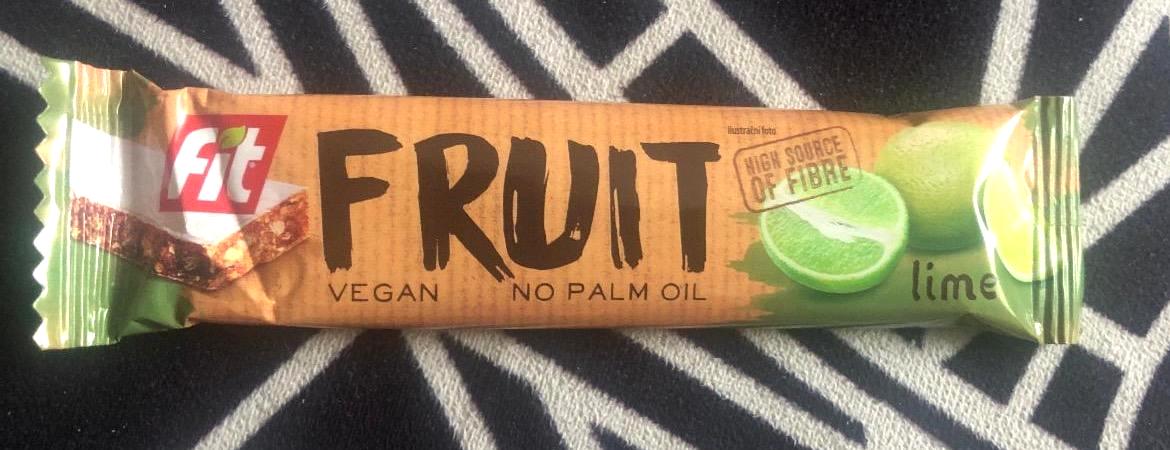 fit
FRUIT
VEGAN NO PALM OIL
Ilustrační foto
HIGH SOURCE
OF FIBRE
lime